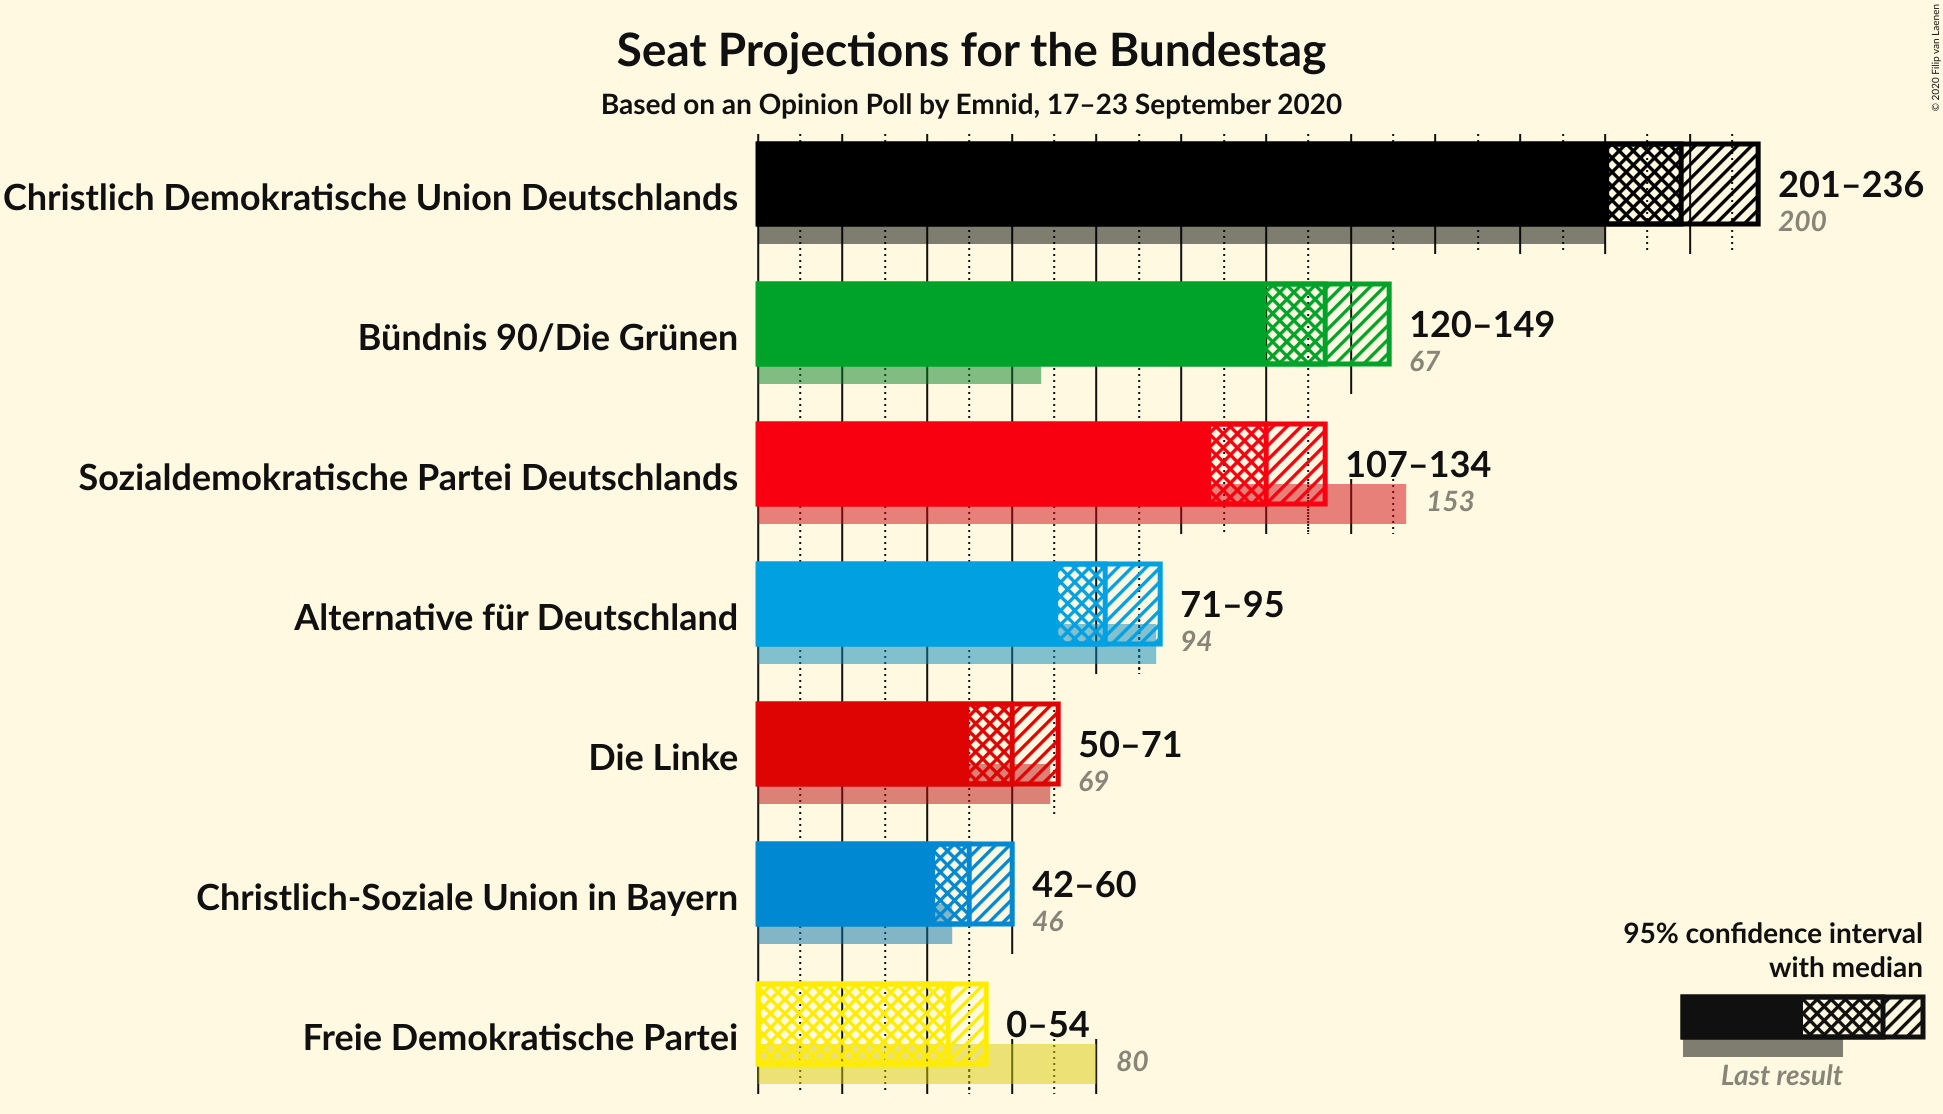 Seat Projections for the Bundestag
Based on an Opinion Poll by Emnid, 17–23 September 2020
© 2020 Filip van Laenen
Christlich Demokratische Union Deutschlands
201–236
200
Bündnis 90/Die Grünen
120–149
67
Sozialdemokratische Partei Deutschlands
107–134
153
Alternative für Deutschland
71–95
94
Die Linke
50–71
69
Christlich-Soziale Union in Bayern
42–60
46
Freie Demokratische Partei
0–54
80
95% confidence interval
with median
Last result